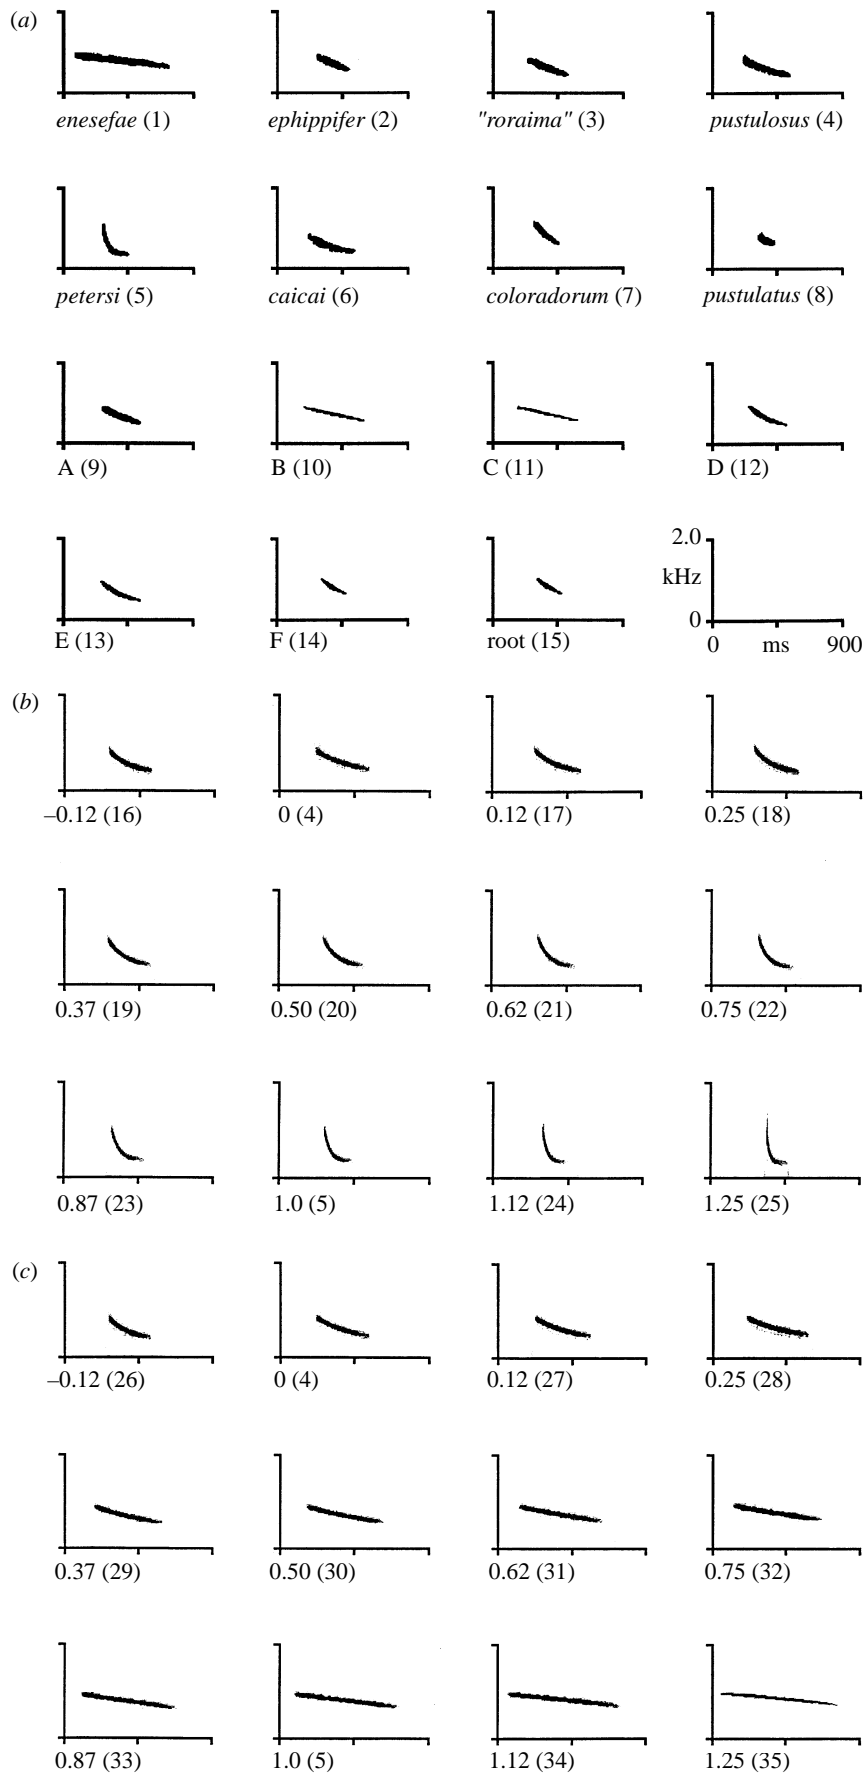 (a)
enesefae (1) ephippifer (2) "roraima" (3) pustulosus (4)
petersi (5) caicai (6) coloradorum (7) pustulatus (8)
A (9) B (10) C (11) D (12)
2.0
kHz
0
E (13) F (14) root (15) 0 ms 900
(b)
–0.12 (16) 0 (4) 0.12 (17) 0.25 (18)
0.37 (19) 0.50 (20) 0.62 (21) 0.75 (22)
0.87 (23) 1.0 (5) 1.12 (24) 1.25 (25)
(c)
–0.12 (26) 0 (4) 0.12 (27) 0.25 (28)
0.37 (29) 0.50 (30) 0.62 (31) 0.75 (32)
0.87 (33) 1.0 (5) 1.12 (34) 1.25 (35)